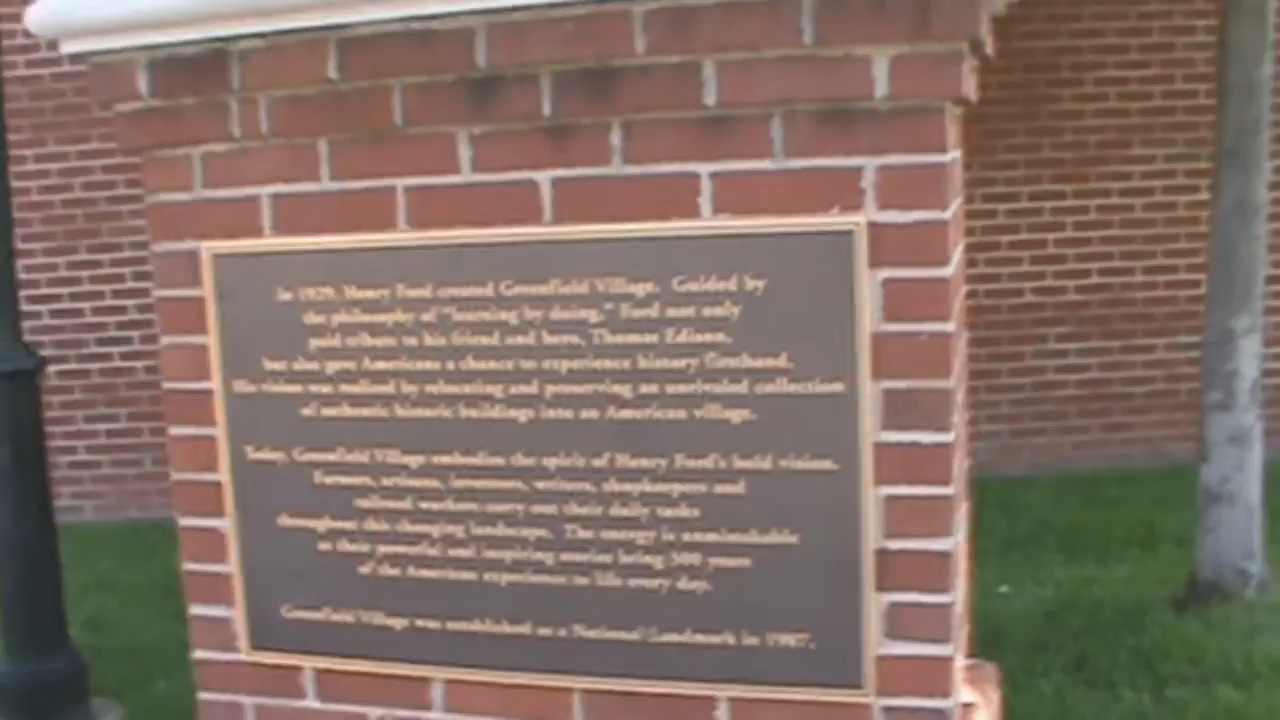 In 1929, Henry Ford created Greenfield Village. Guided by
the philosophy of "learning by doing," Ford not only
paid tribute to his friend and hero, Thomas Edison,
but also gave Americans a chance to experience history firsthand.
His vision was realized by relocating and preserving an unrivaled collection
of authentic historic buildings into an American village.
Today, Greenfield Village embodies the spirit of Henry Ford's bold vision.
Farmers, artisans, inventors, writers, shopkeepers and
railroad workers carry out their daily tasks
throughout this changing landscape. The energy is unmistakable
as their powerful and inspiring stories bring 300 years
of the American experience to life every day.
Greenfield Village was established as a National Landmark in 1987.